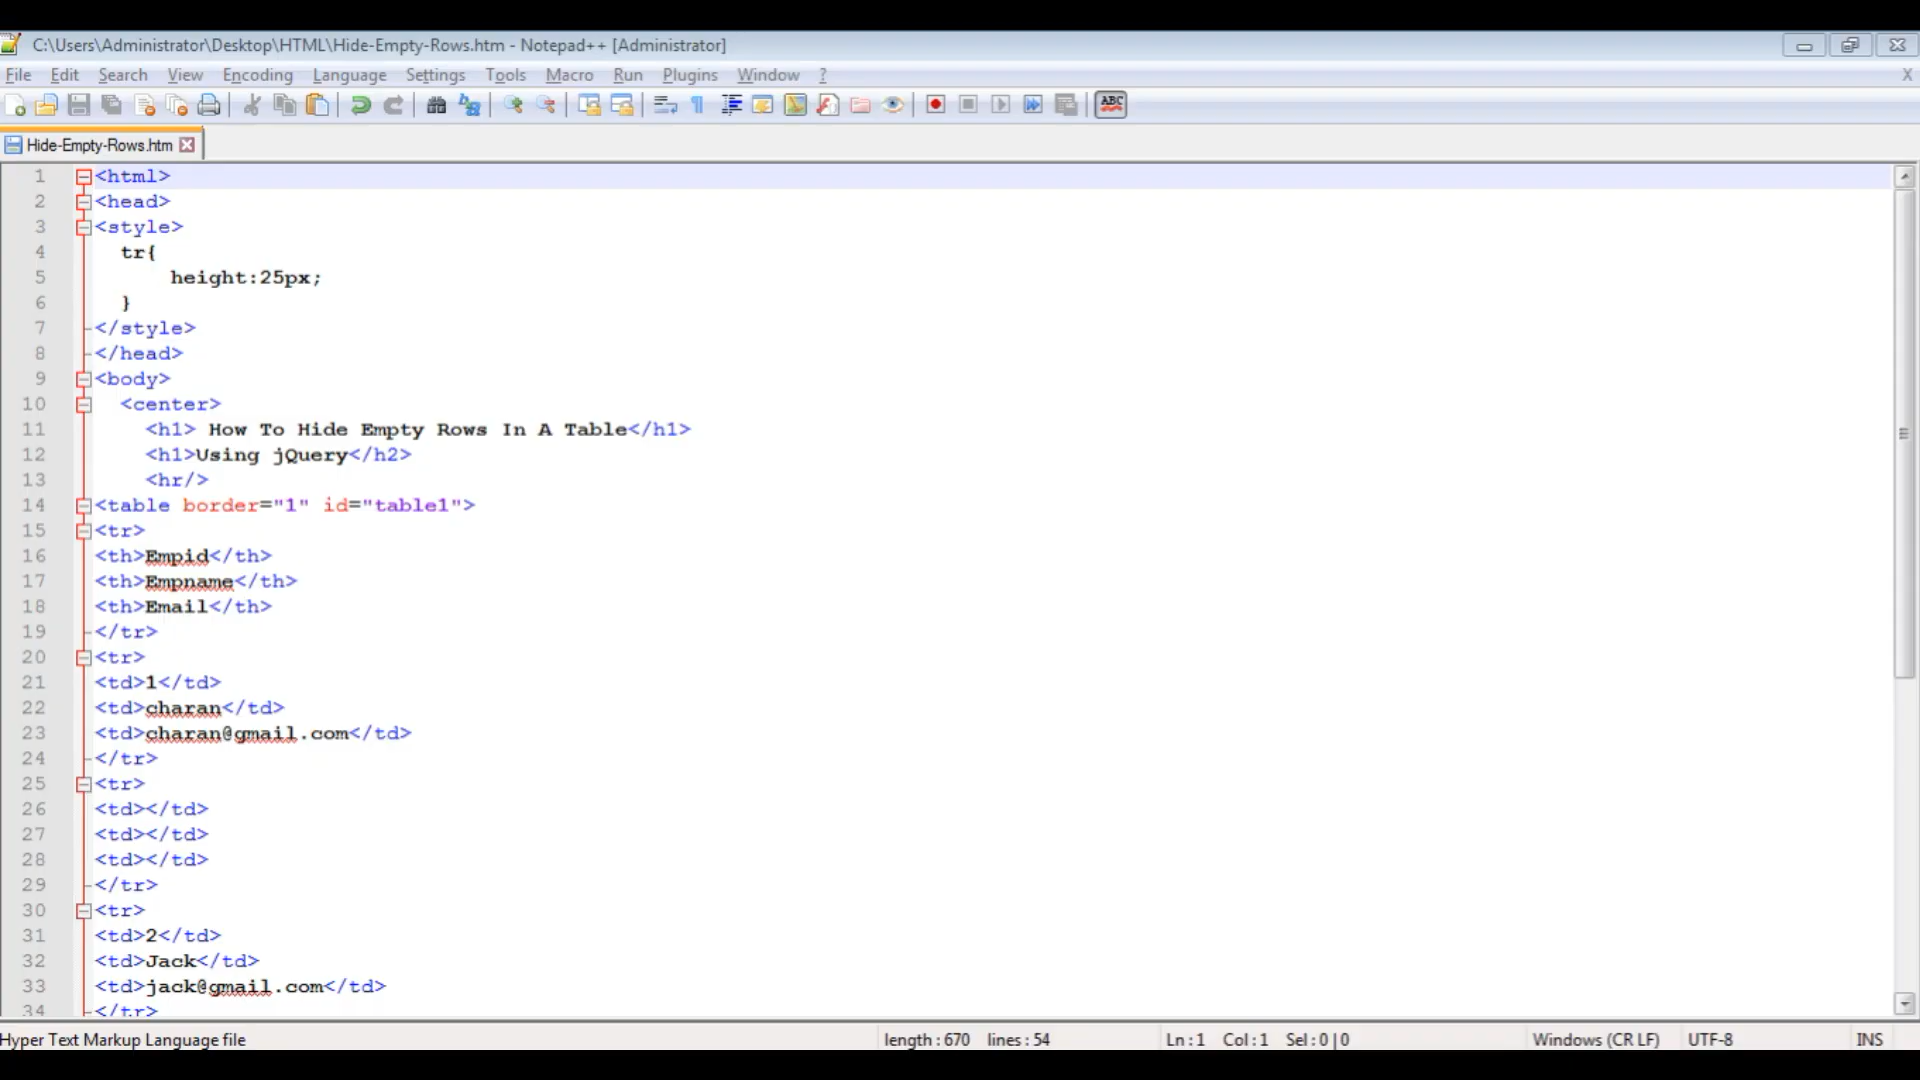 C:\Users\Administrator\Desktop\HTML\Hide-Empty-Rows.htm - Notepad++ [Administrator]
File Edit Search View Encoding Language Settings Tools Macro Run Plugins Window ? X
ABC
Hide-Empty-Rows.htm
1 <html>
2 <head>
3 <style>
4 tr{
5 height:25px;
6 }
7 </style>
8 </head>
9 <body>
10 <center>
11 <h1> How To Hide Empty Rows In A Table</h1>
12 <h1>Using jQuery</h2>
13 <hr/>
14 <table border="1" id="table1">
15 <tr>
16 <th>Empid</th>
17 <th>Empname</th>
18 <th>Email</th>
19 </tr>
20 <tr>
21 <td>1</td>
22 <td>charan</td>
23 <td>charan@gmail.com</td>
24 </tr>
25 <tr>
26 <td></td>
27 <td></td>
28 <td></td>
29 </tr>
30 <tr>
31 <td>2</td>
32 <td>Jack</td>
33 <td>jack@gmail.com</td>
34 </tr>
Hyper Text Markup Language file length : 670 lines : 54 Ln : 1 Col : 1 Sel : 0 | 0 Windows (CR LF) UTF-8 INS